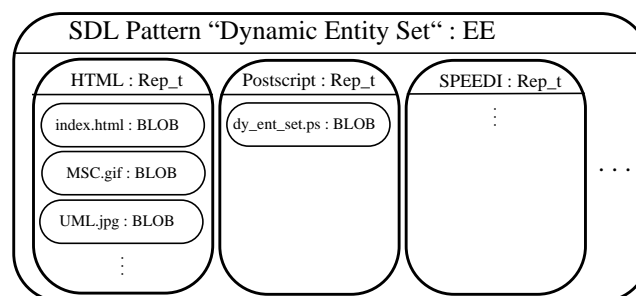 SDL Pattern “Dynamic Entity Set“ : EE
HTML : Rep_t
index.html : BLOB
MSC.gif : BLOB
UML.jpg : BLOB
⋮
Postscript : Rep_t
dy_ent_set.ps : BLOB
SPEEDI : Rep_t
⋮
. . .